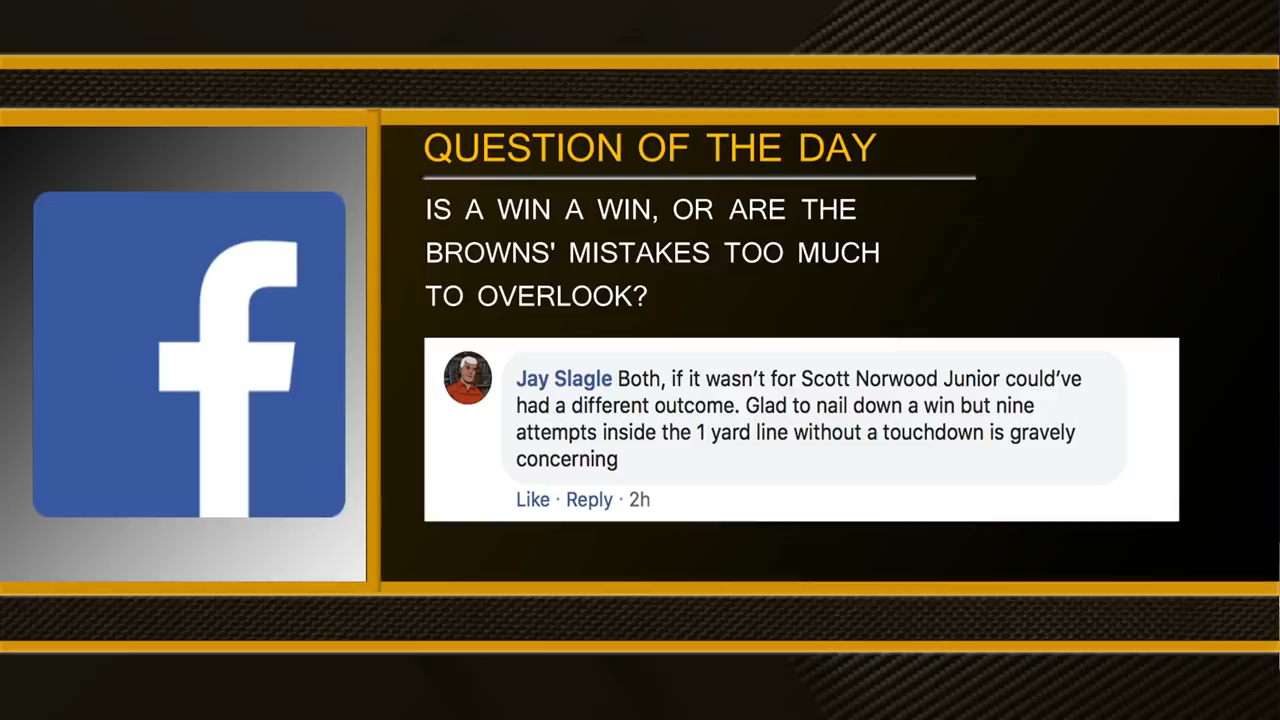 QUESTION OF THE DAY
IS A WIN A WIN, OR ARE THE
BROWNS' MISTAKES TOO MUCH
TO OVERLOOK?
Jay Slagle Both, if it wasn’t for Scott Norwood Junior could’ve
had a different outcome. Glad to nail down a win but nine
attempts inside the 1 yard line without a touchdown is gravely
concerning
Like · Reply · 2h